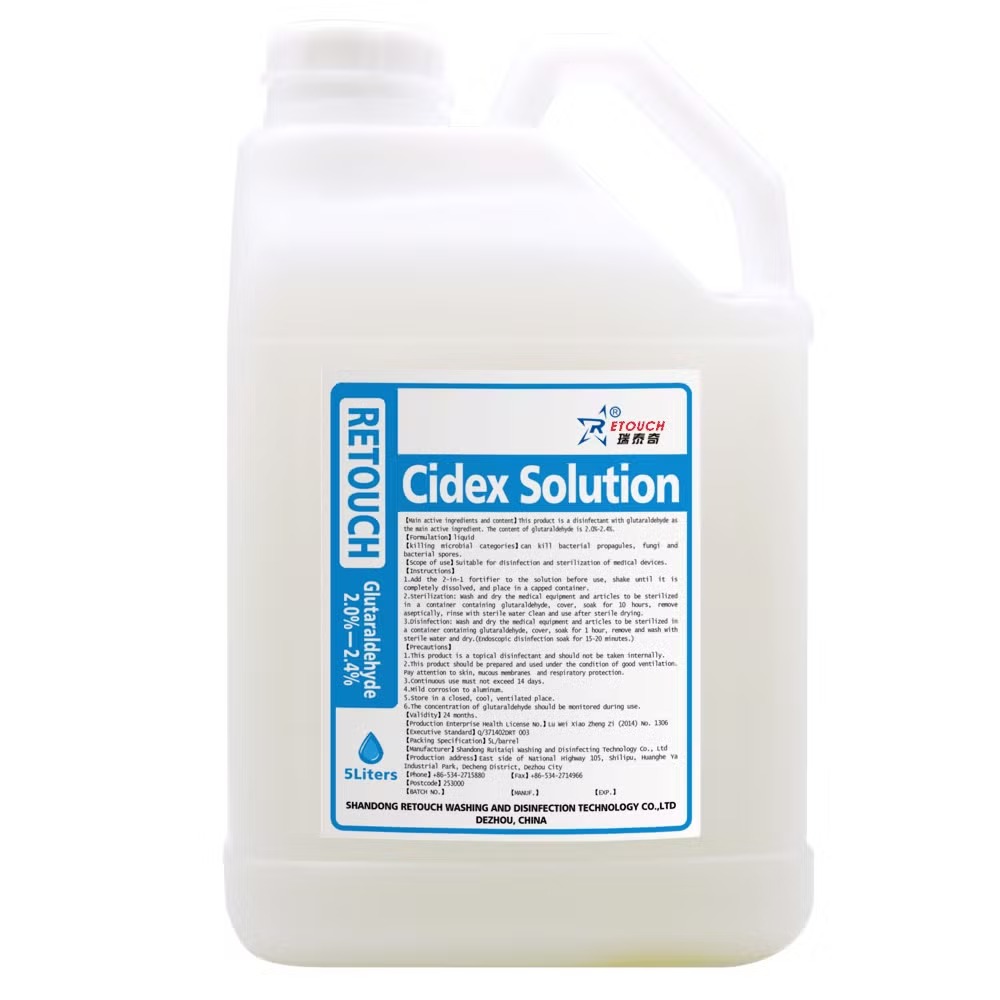 RETOUCH
Glutaraldehyde
2.0%—2.4%
5Liters
RETOUCH®
瑞泰奇
Cidex Solution
【Main active ingredients and content】This product is a disinfectant with glutaraldehyde as
the main active ingredient. The content of glutaraldehyde is 2.0%-2.4%.
【Formulation】liquid
【killing microbial categories】can kill bacterial propagules, fungi and
bacterial spores.
【Scope of use】Suitable for disinfection and sterilization of medical devices.
【Instructions】
1.Add the 2-in-1 fortifier to the solution before use, shake until it is
completely dissolved, and place in a capped container.
2.Sterilization: Wash and dry the medical equipment and articles to be sterilized
in a container containing glutaraldehyde, cover, soak for 10 hours, remove
aseptically, rinse with sterile water Clean and use after sterile drying.
3.Disinfection: Wash and dry the medical equipment and articles to be sterilized in
a container containing glutaraldehyde, cover, soak for 1 hour, remove and wash with
sterile water and dry.(Endoscopic disinfection soak for 15-20 minutes.)
【Precautions】
1.This product is a topical disinfectant and should not be taken internally.
2.This product should be prepared and used under the condition of good ventilation.
Pay attention to skin, mucous membranes and respiratory protection.
3.Continuous use must not exceed 14 days.
4.Mild corrosion to aluminum.
5.Store in a closed, cool, ventilated place.
6.The concentration of glutaraldehyde should be monitored during use.
【Validity】24 months.
【Production Enterprise Health License No.】Lu Wei Xiao Zheng Zi (2014) No. 1306
【Executive Standard】Q/371402DRT 003
【Packing Specification】5L/barrel
【Manufacturer】Shandong Ruitaiqi Washing and Disinfecting Technology Co., Ltd
【Production address】East side of National Highway 105, Shilipu, Huanghe Ya
Industrial Park, Decheng District, Dezhou City
【Phone】+86-534-2715880 【Fax】+86-534-2714966
【Postcode】253000
【BATCH NO.】 【MANUF.】 【EXP.】
SHANDONG RETOUCH WASHING AND DISINFECTION TECHNOLOGY CO.,LTD
DEZHOU, CHINA